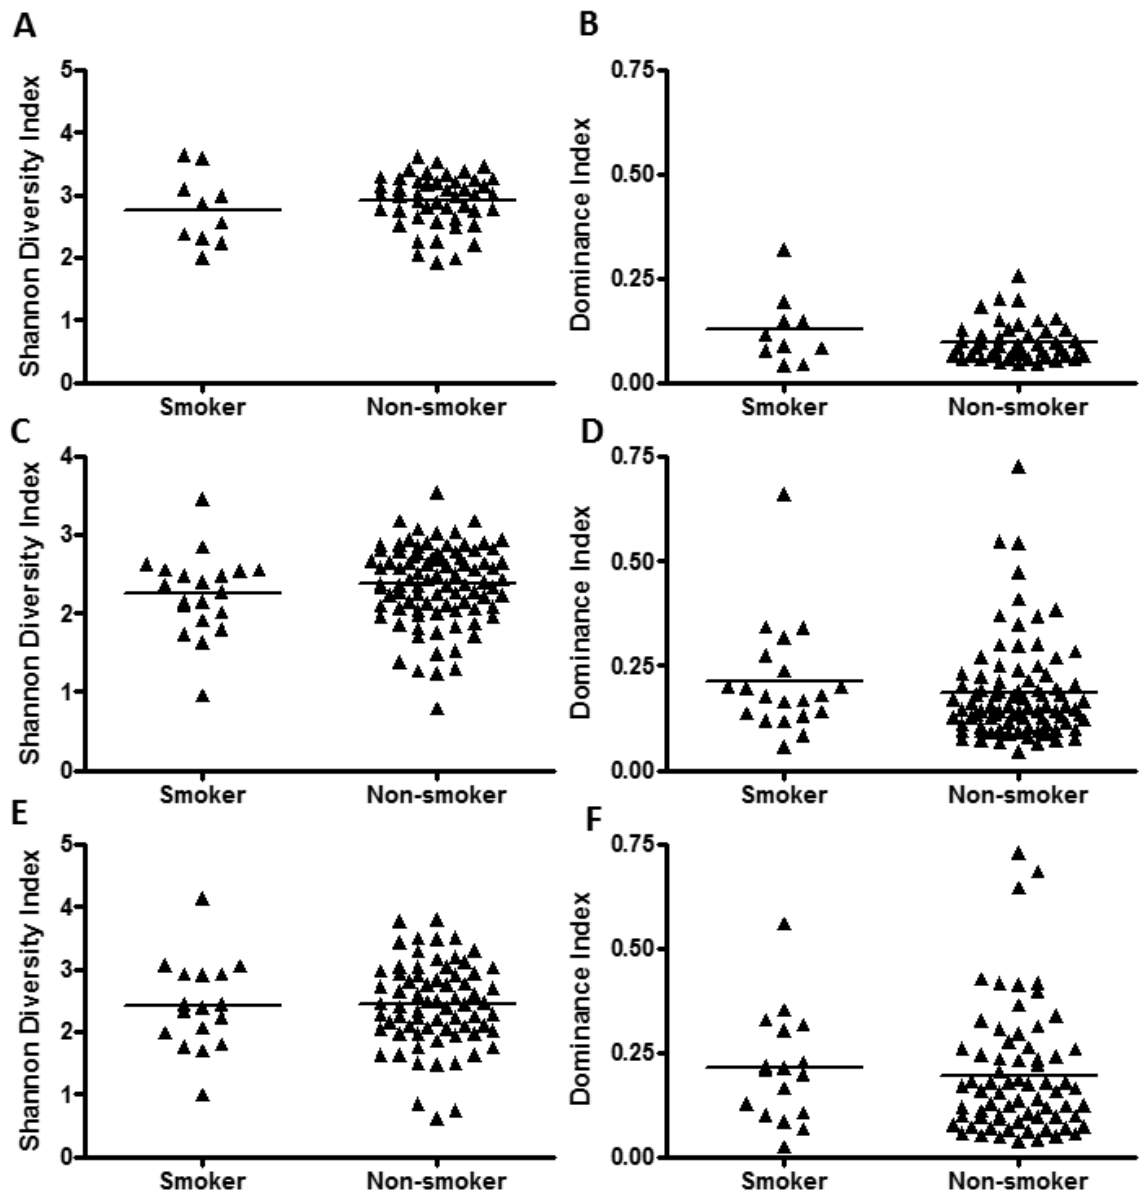 A
Shannon Diversity Index
5
4
3
2
1
0
Smoker Non-smoker
B
Dominance Index
0.75
0.50
0.25
0.00
Smoker Non-smoker
C
Shannon Diversity Index
4
3
2
1
0
Smoker Non-smoker
D
Dominance Index
0.75
0.50
0.25
0.00
Smoker Non-smoker
E
Shannon Diversity Index
5
4
3
2
1
0
Smoker Non-smoker
F
Dominance Index
0.75
0.50
0.25
0.00
Smoker Non-smoker